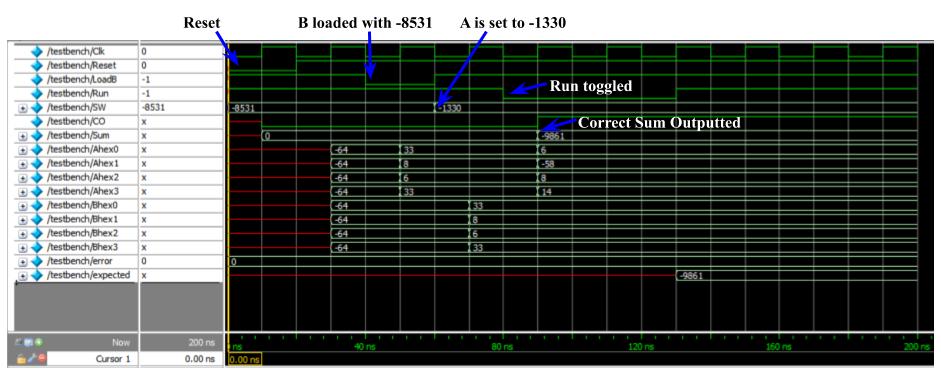 Reset B loaded with -8531 A is set to -1330
/testbench/Clk 0
/testbench/Reset 0
/testbench/LoadB -1
/testbench/Run -1 Run toggled
/testbench/SW -8531 -8531 -1330
/testbench/CO x Correct Sum Outputted
/testbench/Sum x 0 -9861
/testbench/Ahex0 x -64 33 6
/testbench/Ahex1 x -64 8 -58
/testbench/Ahex2 x -64 6 8
/testbench/Ahex3 x -64 33 14
/testbench/Bhex0 x -64 33
/testbench/Bhex1 x -64 8
/testbench/Bhex2 x -64 6
/testbench/Bhex3 x -64 33
/testbench/error 0 0
/testbench/expected x -9861
Now 200 ns ns 40 ns 80 ns 120 ns 160 ns 200 ns
Cursor 1 0.00 ns 0.00 ns